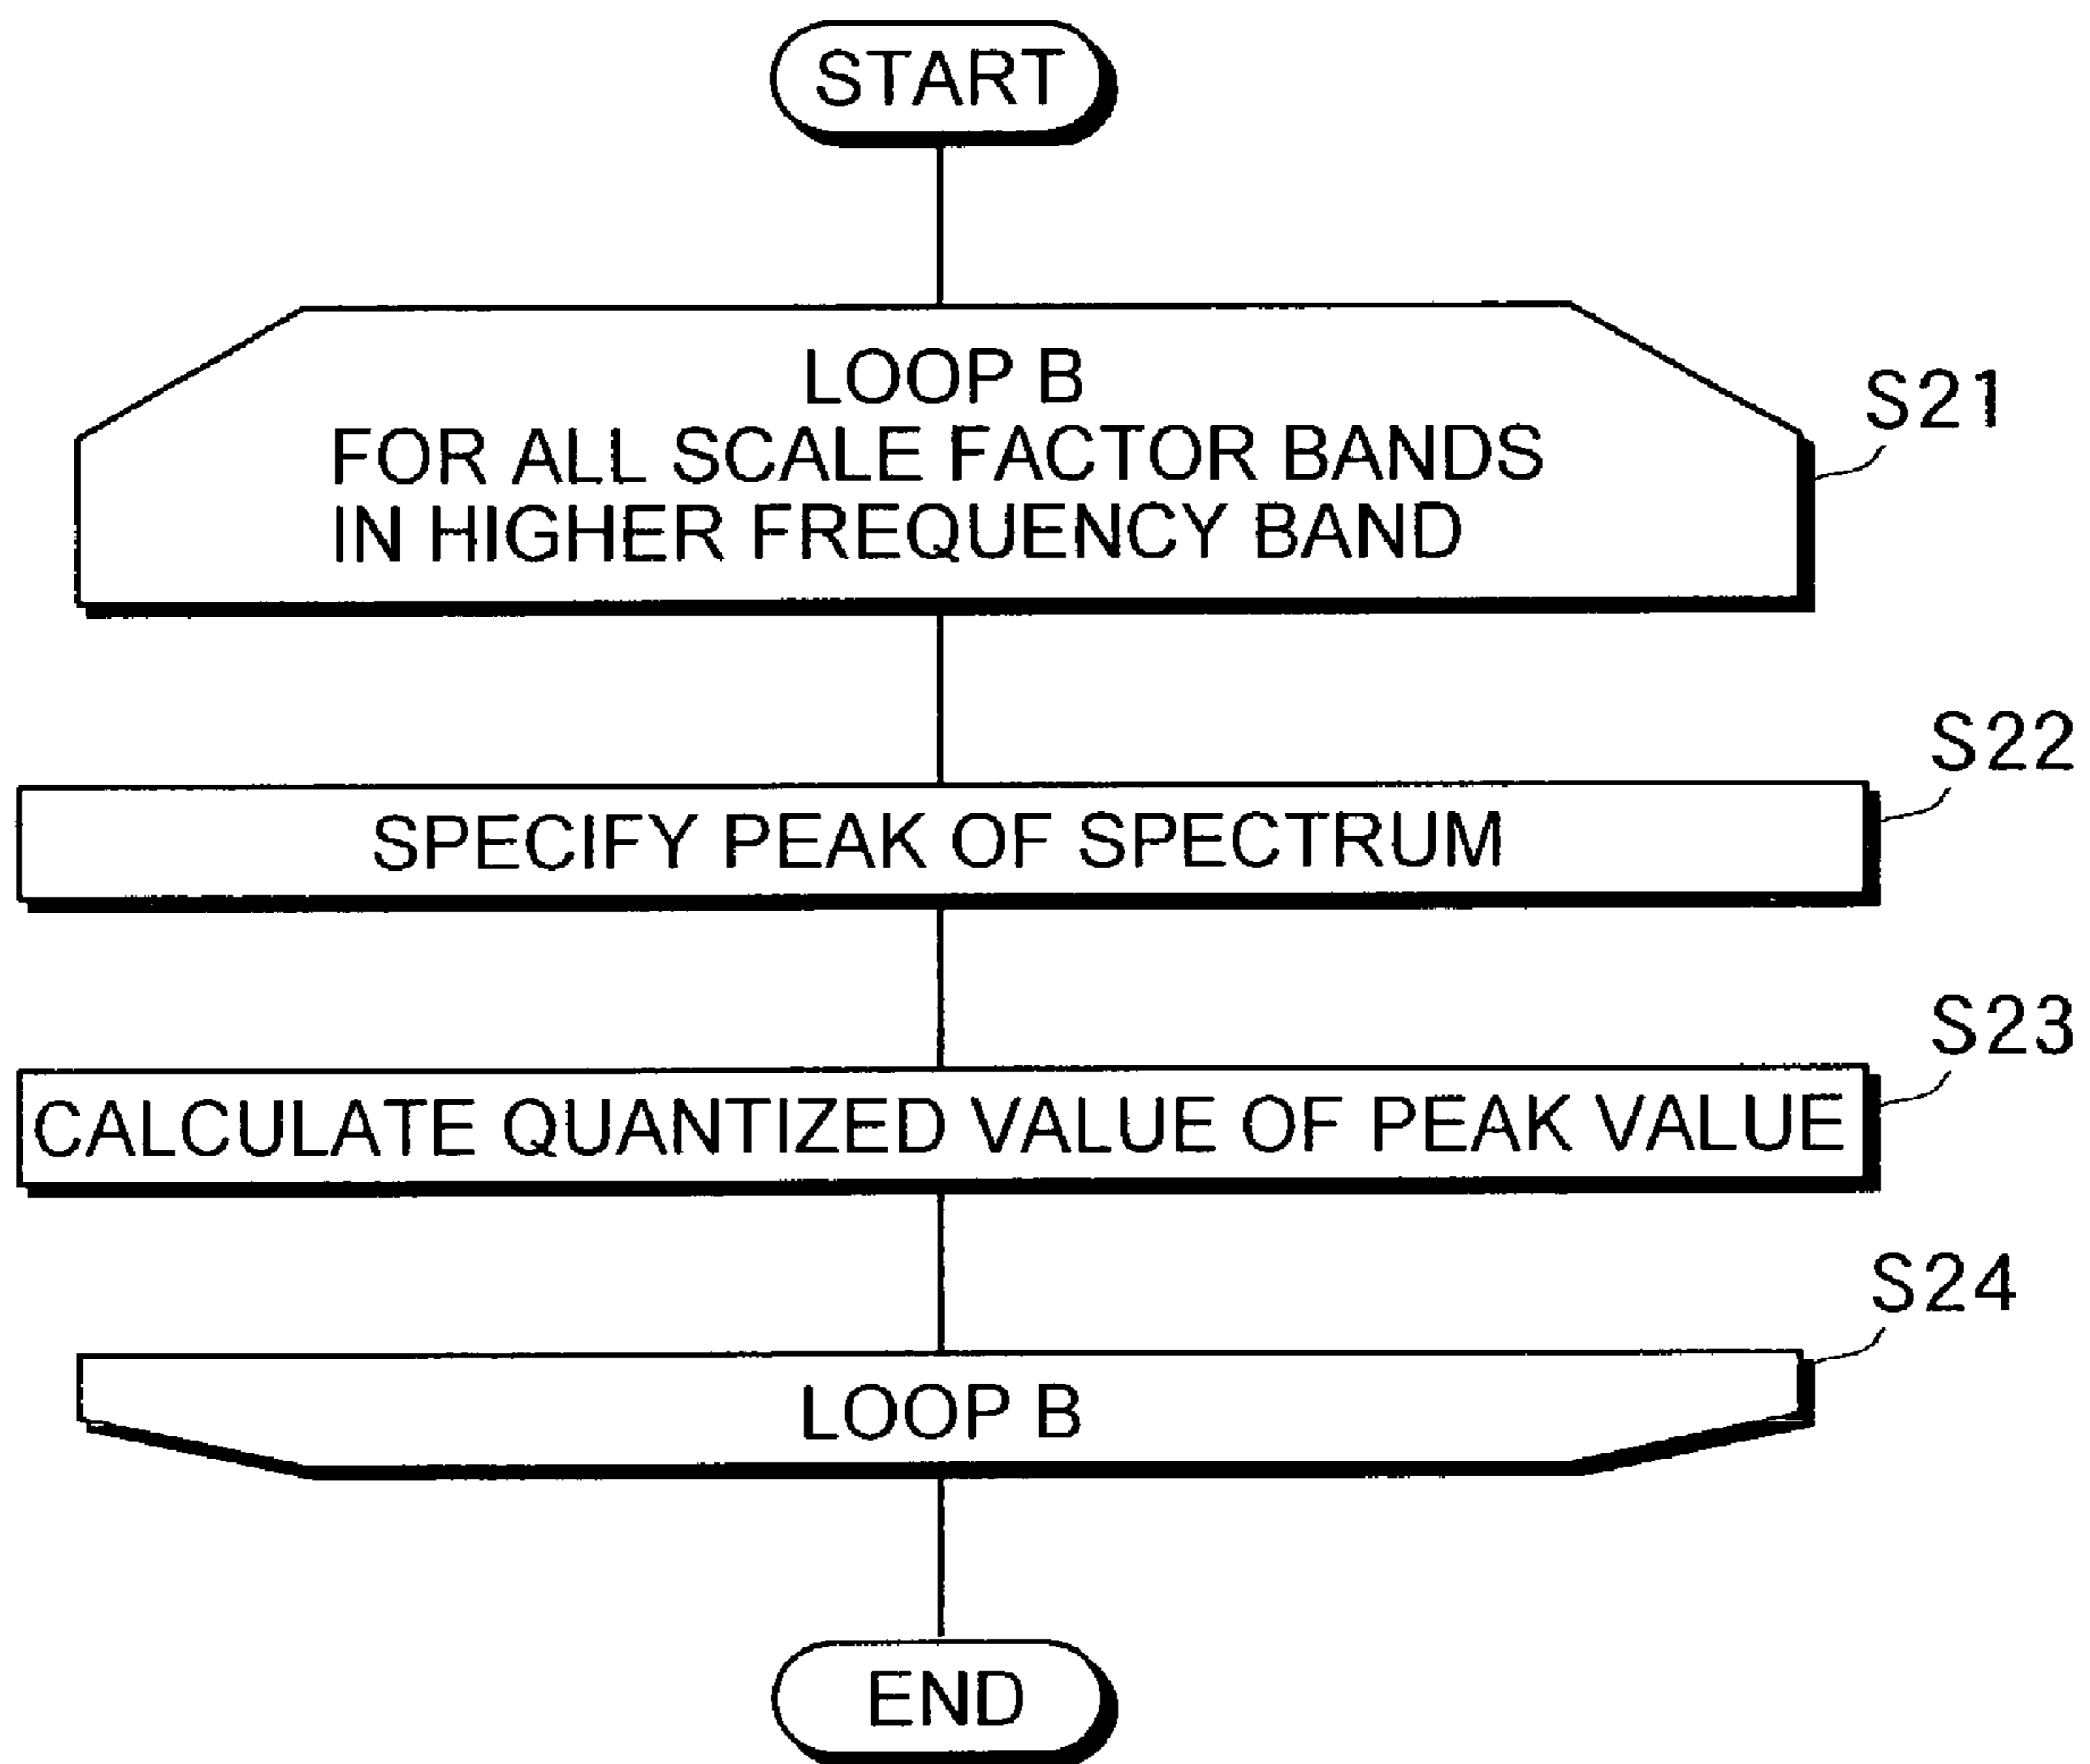 START
LOOP B
FOR ALL SCALE FACTOR BANDS
IN HIGHER FREQUENCY BAND
S21
S22
SPECIFY PEAK OF SPECTRUM
S23
CALCULATE QUANTIZED VALUE OF PEAK VALUE
S24
LOOP B
END